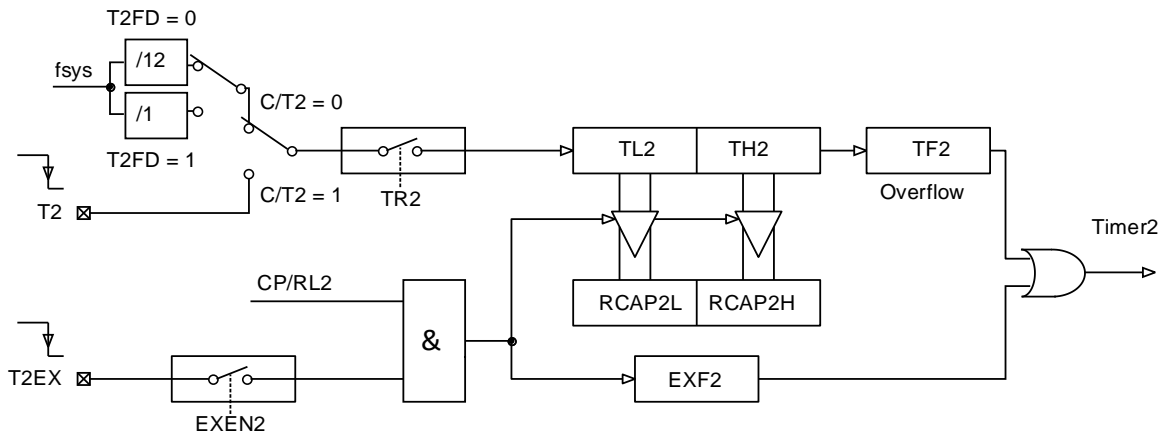 T2FD = 0
/12
fsys
C/T2 = 0
/1
T2FD = 1
TL2
TH2
TF2
C/T2 = 1
TR2
Overflow
T2
Timer2
CP/RL2
RCAP2L
RCAP2H
&
T2EX
EXF2
EXEN2